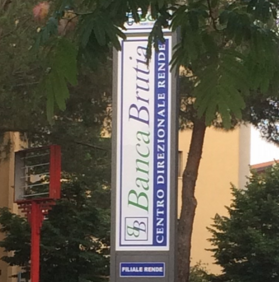 BB Banca Brutia
CENTRO DIREZIONALE RENDE
FILIALE RENDE